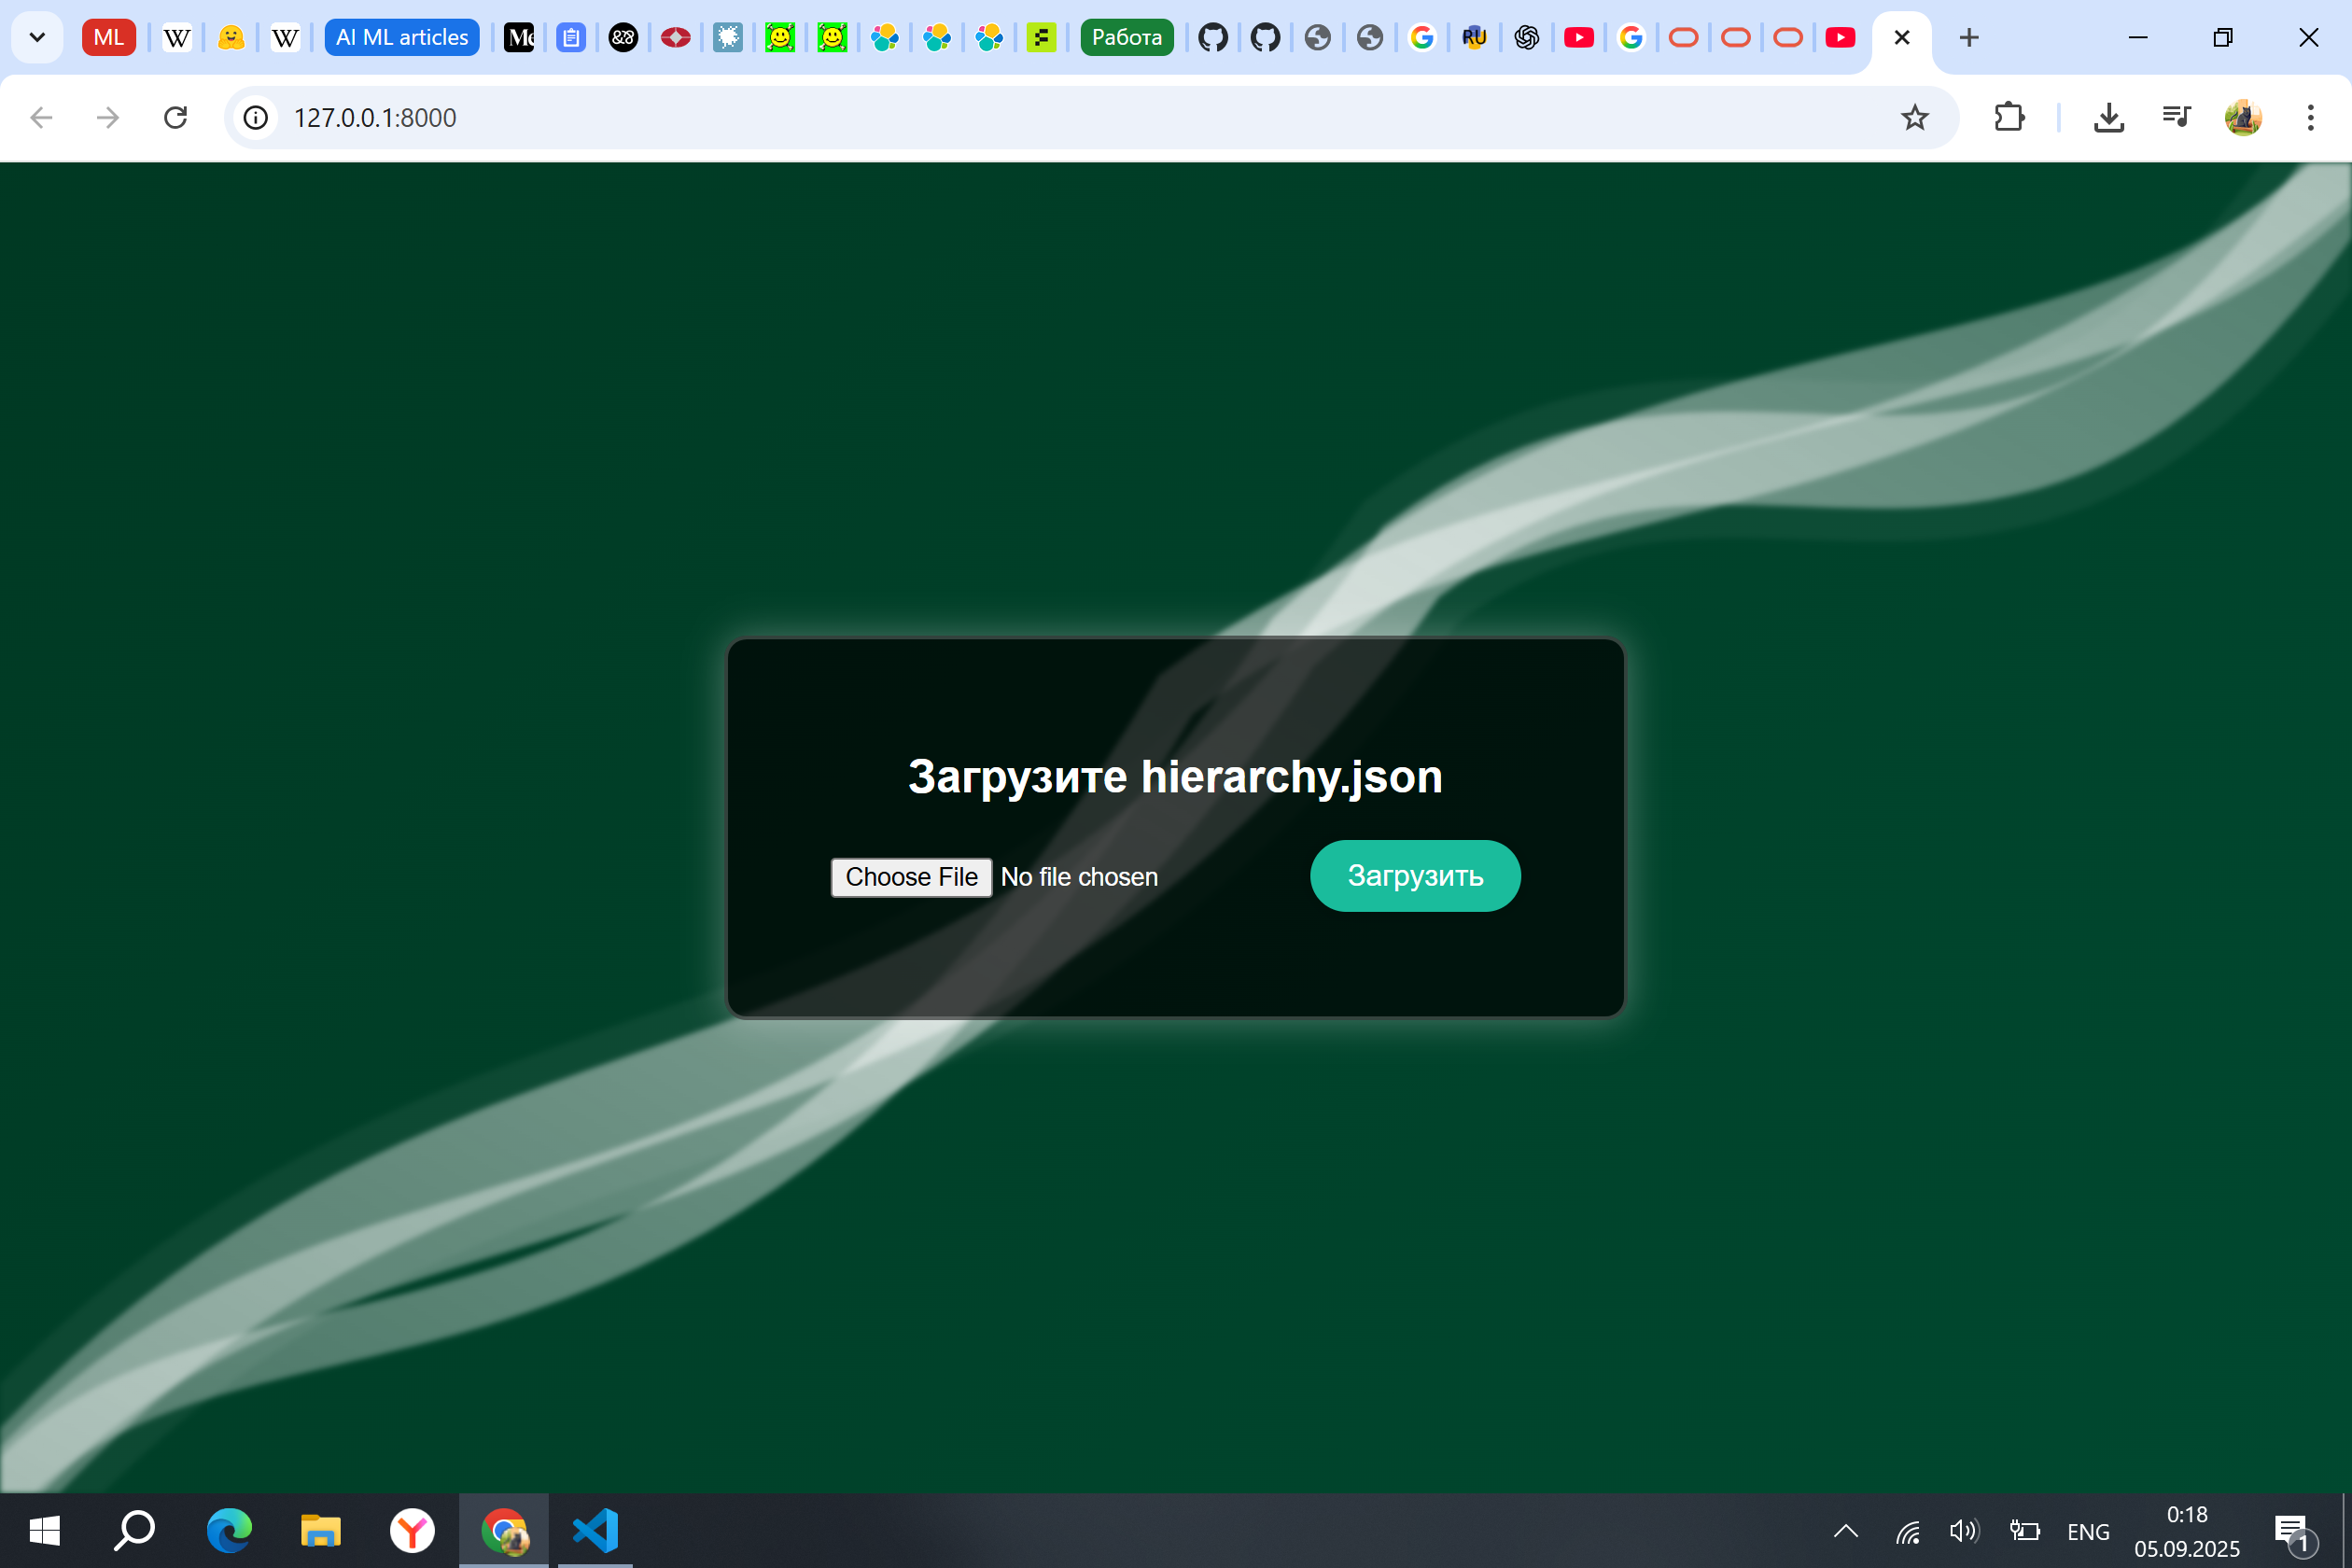 ML
W
W
AI ML articles
Работа
RU
127.0.0.1:8000
Загрузите hierarchy.json
Choose File No file chosen
Загрузить
ENG
0:18
05.09.2025
1